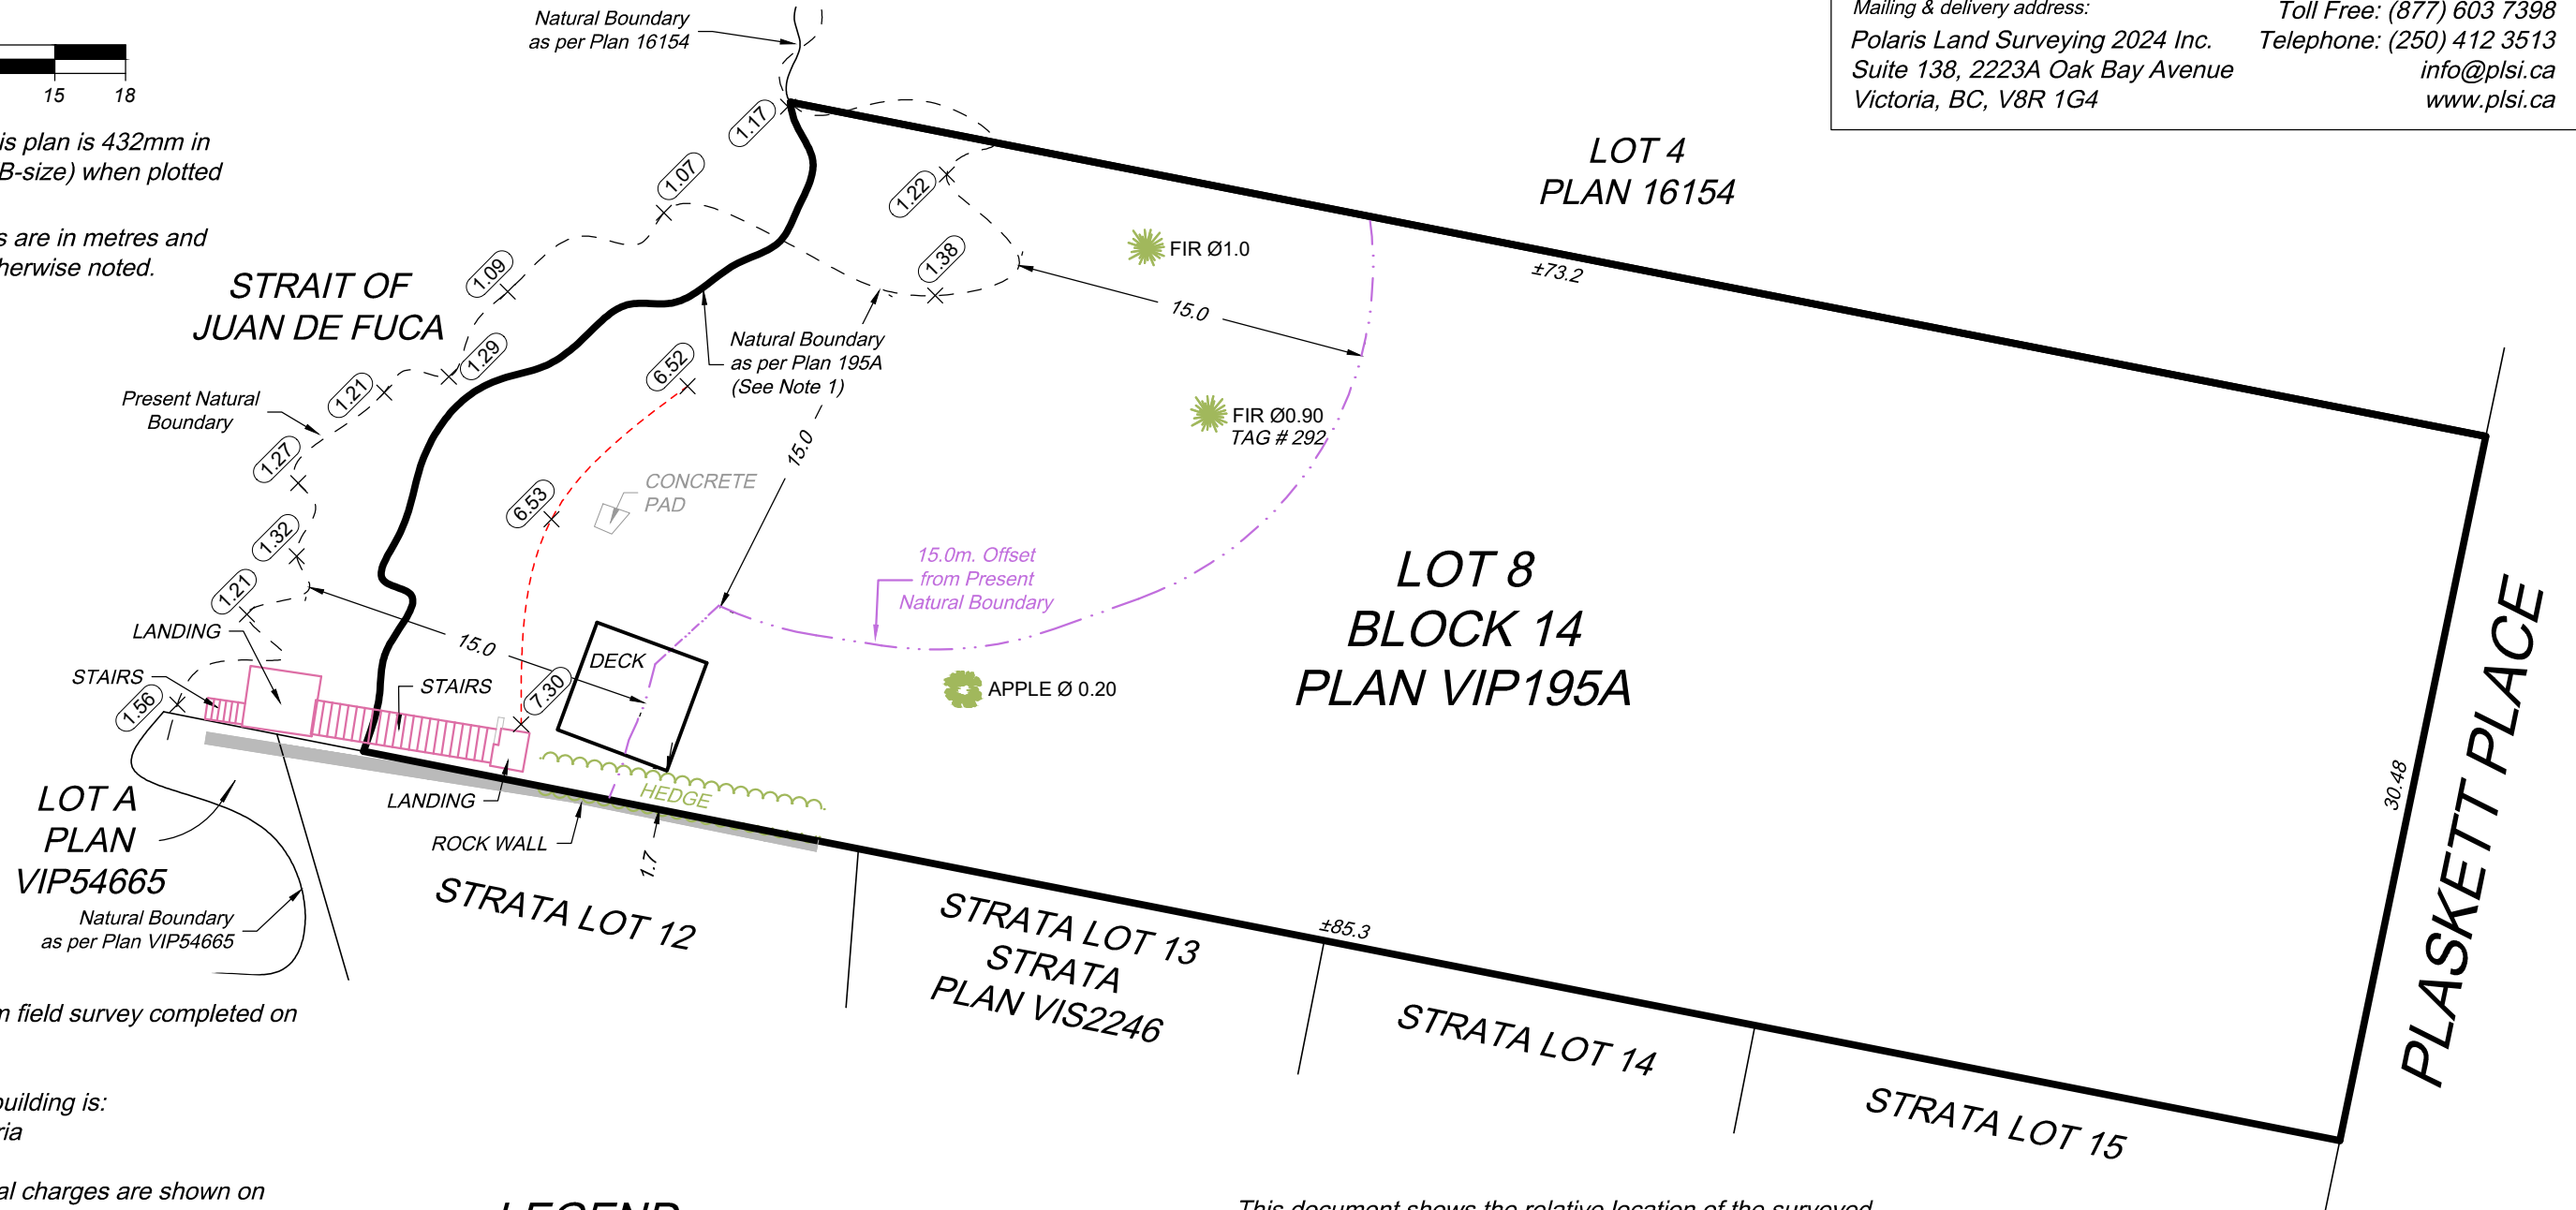 Natural Boundary
as per Plan 16154
Mailing & delivery address:
Polaris Land Surveying 2024 Inc.
Suite 138, 2223A Oak Bay Avenue
Victoria, BC, V8R 1G4
Toll Free: (877) 603 7398
Telephone: (250) 412 3513
info@plsi.ca
www.plsi.ca
15 18
is plan is 432mm in
B-size) when plotted
s are in metres and
herwise noted.
STRAIT OF
JUAN DE FUCA
LOT 4
PLAN 16154
1.17
1.07
1.22
1.38
1.09
1.29
1.21
1.27
1.32
1.21
1.56
FIR Ø1.0
±73.2
15.0
Natural Boundary
as per Plan 195A
(See Note 1)
6.52
Present Natural
Boundary
FIR Ø0.90
TAG # 292
15.0
6.53
CONCRETE
PAD
15.0m. Offset
from Present
Natural Boundary
LOT 8
BLOCK 14
PLAN VIP195A
LANDING
STAIRS
15.0
STAIRS
7.30
DECK
APPLE Ø 0.20
30.48
PLASKETT PLACE
HEDGE
LANDING
ROCK WALL
1.7
LOT A
PLAN
VIP54665
Natural Boundary
as per Plan VIP54665
STRATA LOT 12
STRATA LOT 13
STRATA
PLAN VIS2246
±85.3
STRATA LOT 14
STRATA LOT 15
m field survey completed on
building is:
ria
al charges are shown on
LEGEND
This document shows the relative location of the surveyed